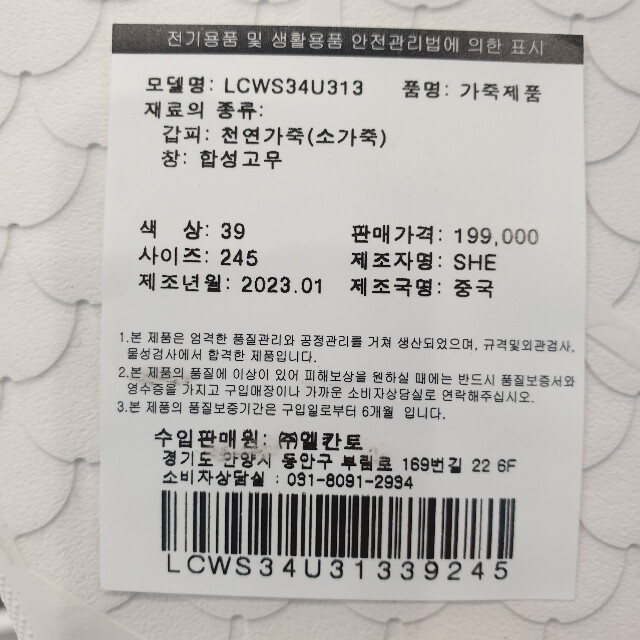 전기용품 및 생활용품 안전관리법에 의한 표시
모델명: LCWS34U313 품명: 가죽제품
재료의 종류:
갑피: 천연가죽(소가죽)
창: 합성고무
색 상: 39 판매가격: 199,000
사이즈: 245 제조자명: SHE
제조년월: 2023.01 제조국명: 중국
1.본 제품은 엄격한 품질관리와 공정관리를 거쳐 생산되었으며, 규격및외관검사,
물성검사에서 합격한 제품입니다.
2.본 제품의 품질에 이상이 있어 피해보상을 원하실 때에는 반드시 품질보증서와
영수증을 가지고 구입매장이나 가까운 소비자상담실로 연락해주십시오.
3.본 제품의 품질보증기간은 구입일로부터 6개월 입니다.
수입판매원: ㈜엘칸토
경기도 안양시 동안구 부림로 169번길 22 6F
소비자상담실 : 031-8091-2934
LCWS34U31339245